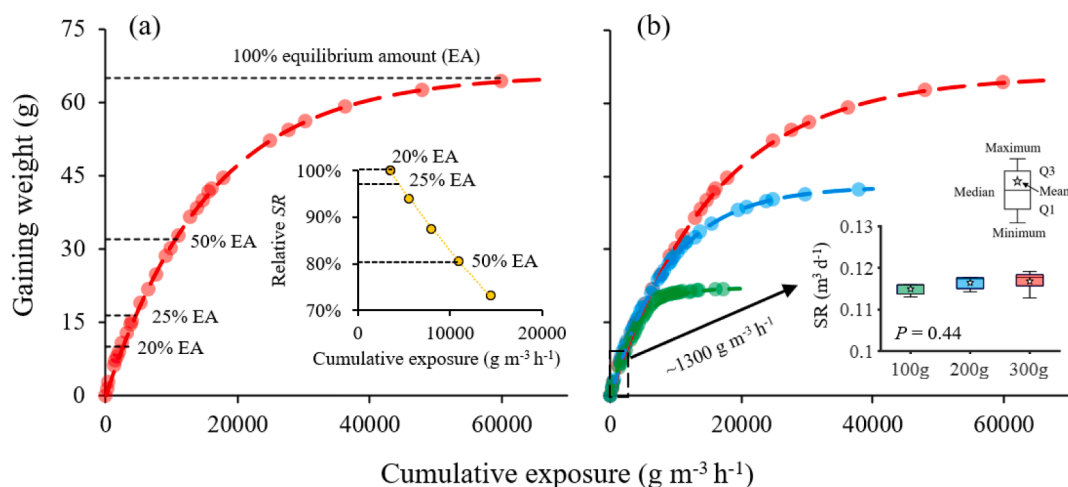 (a)
Gaining weight (g)
75
60
45
30
15
0
100% equilibrium amount (EA)
50% EA
25% EA
20% EA
0
20000
40000
60000
Relative SR
100%
90%
80%
70%
20% EA
25% EA
50% EA
0
10000
20000
Cumulative exposure (g m⁻³ h⁻¹)
(b)
0
20000
40000
60000
~1300 g m⁻³ h⁻¹
Maximum
Q3
Median
Mean
Q1
Minimum
SR (m³ d⁻¹)
0.13
0.12
0.11
0.1
P = 0.44
100g
200g
300g
Cumulative exposure (g m⁻³ h⁻¹)